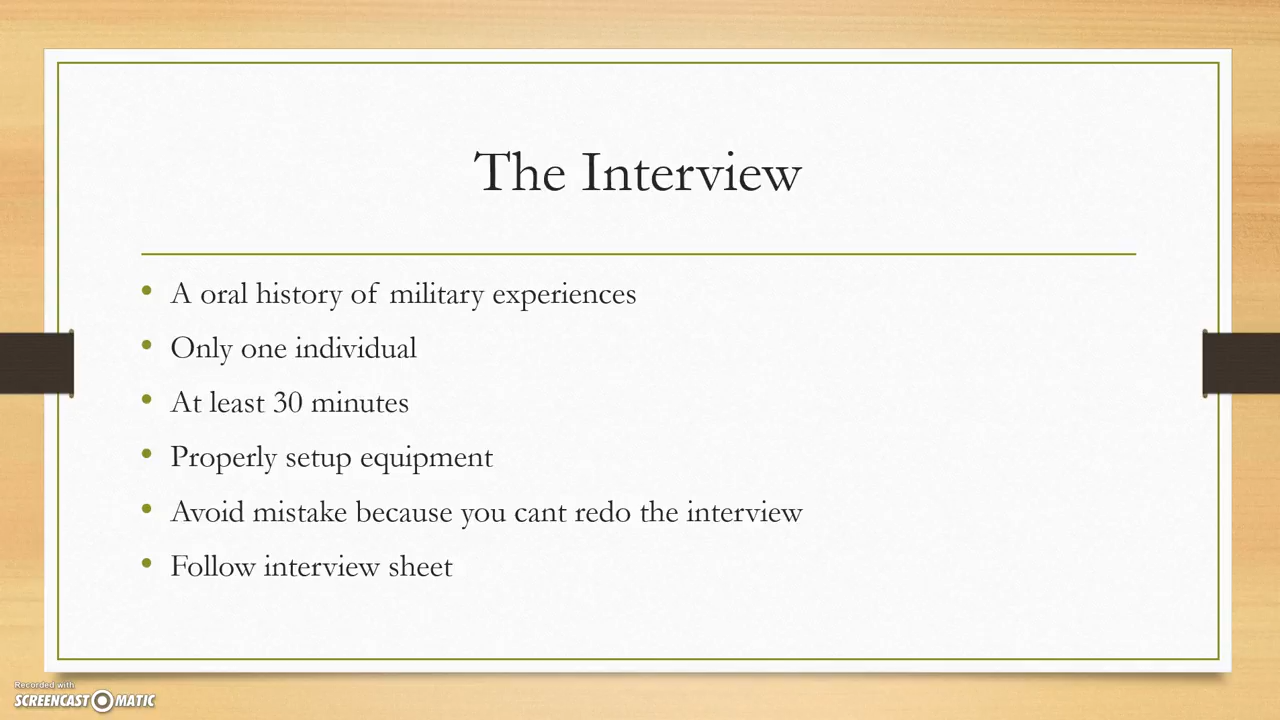 The Interview
• A oral history of military experiences
• Only one individual
• At least 30 minutes
• Properly setup equipment
• Avoid mistake because you cant redo the interview
• Follow interview sheet
Recorded with
SCREENCAST MATIC